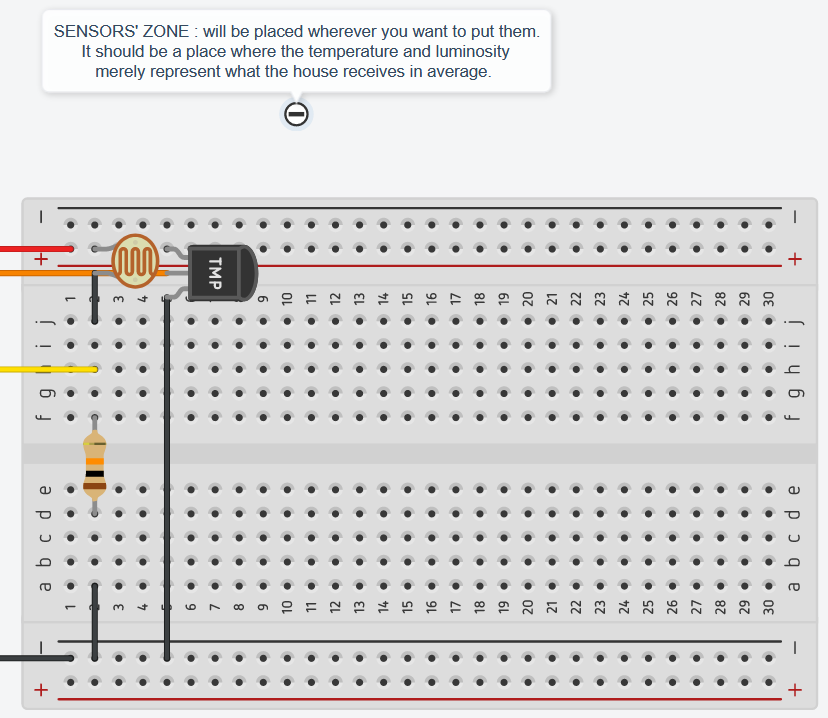 SENSORS' ZONE : will be placed wherever you want to put them.
It should be a place where the temperature and luminosity
merely represent what the house receives in average.
− −
+ +
TMP
1 2 3 4 5 6 7 8 9 10 11 12 13 14 15 16 17 18 19 20 21 22 23 24 25 26 27 28 29 30
j j
i i
h h
g g
f f
e e
d d
c c
b b
a a
1 2 3 4 5 6 7 8 9 10 11 12 13 14 15 16 17 18 19 20 21 22 23 24 25 26 27 28 29 30
− −
+ +